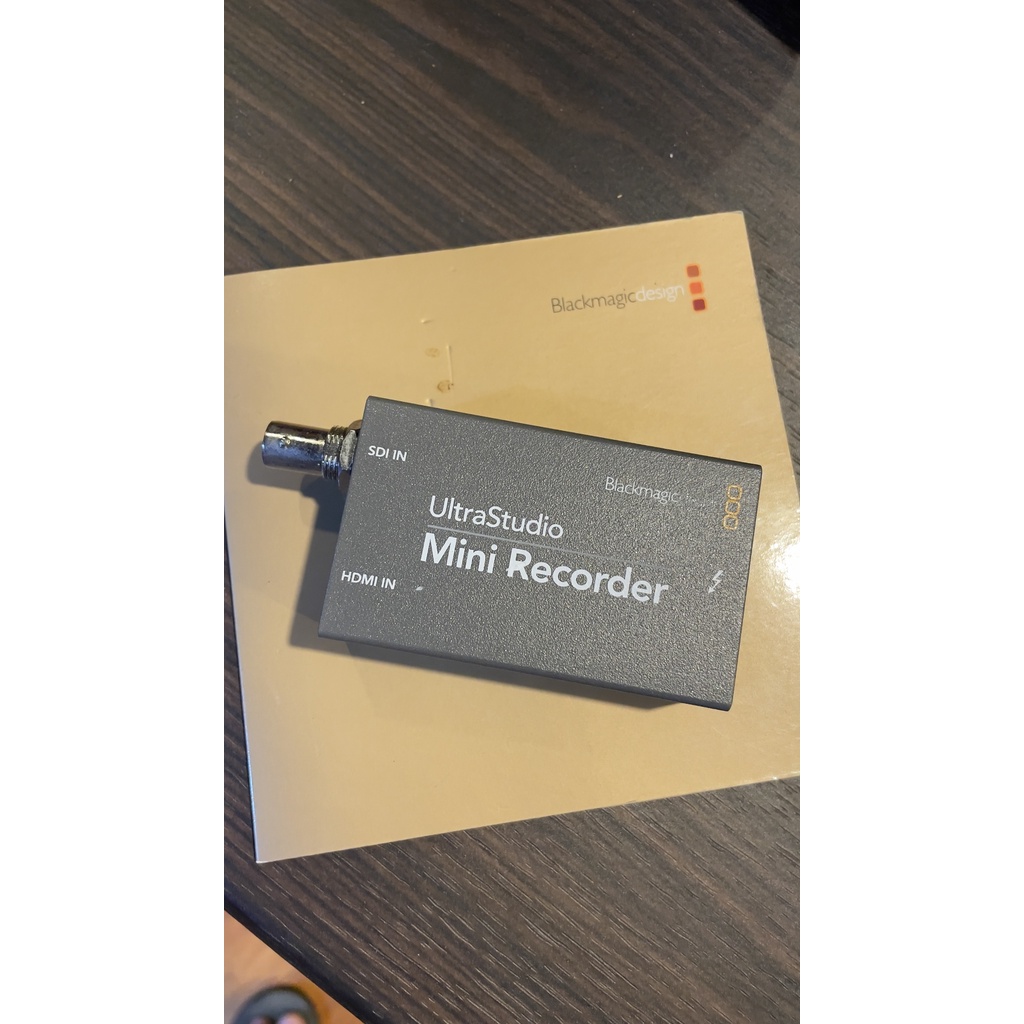 Blackmagicdesign
SDI IN
Blackmagic
UltraStudio
Mini Recorder
HDMI IN